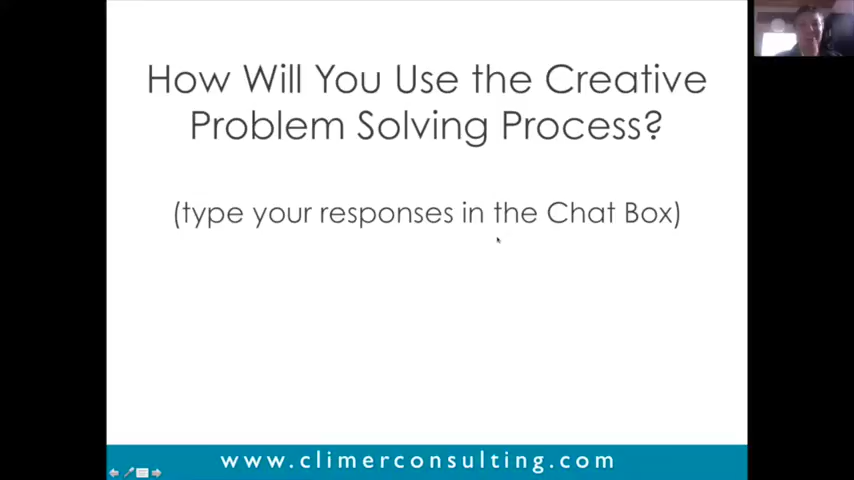 How Will You Use the Creative
Problem Solving Process?
(type your responses in the Chat Box)
www.climerconsulting.com